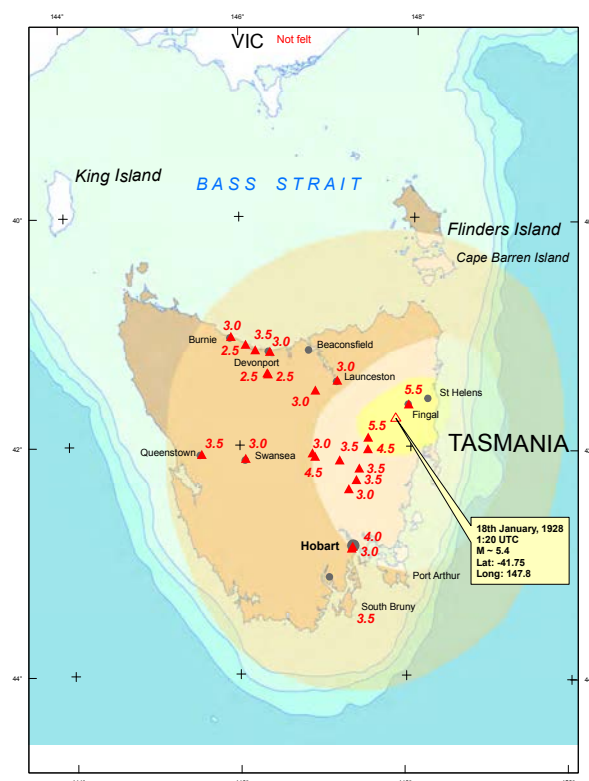 146°
148°
VIC
Not felt
King Island
BASS STRAIT
40°
Flinders Island
Cape Barren Island
3.0
3.5
3.0
Burnie
2.5
Beaconsfield
Devonport
3.0
Launceston
2.5
2.5
3.0
5.5
St Helens
Fingal
5.5
3.5
3.0
3.0
3.5
4.5
42°
Queenstown
Swansea
4.5
TASMANIA
3.5
3.5
3.0
18th January, 1928
1:20 UTC
M ~ 5.4
Lat: -41.75
Long: 147.8
4.0
Hobart
3.0
Port Arthur
South Bruny
3.5
44°